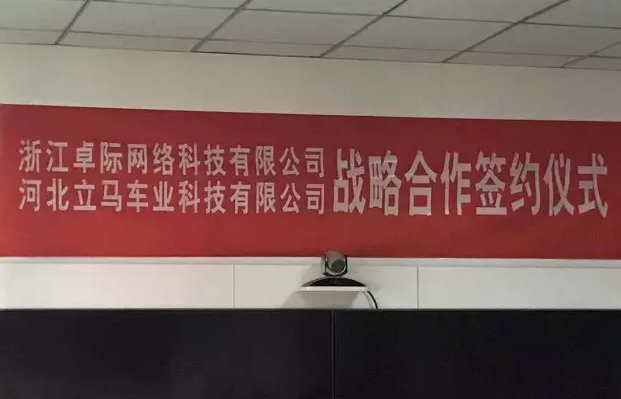 浙江卓际网络科技有限公司
河北立马车业科技有限公司
战略合作签约仪式